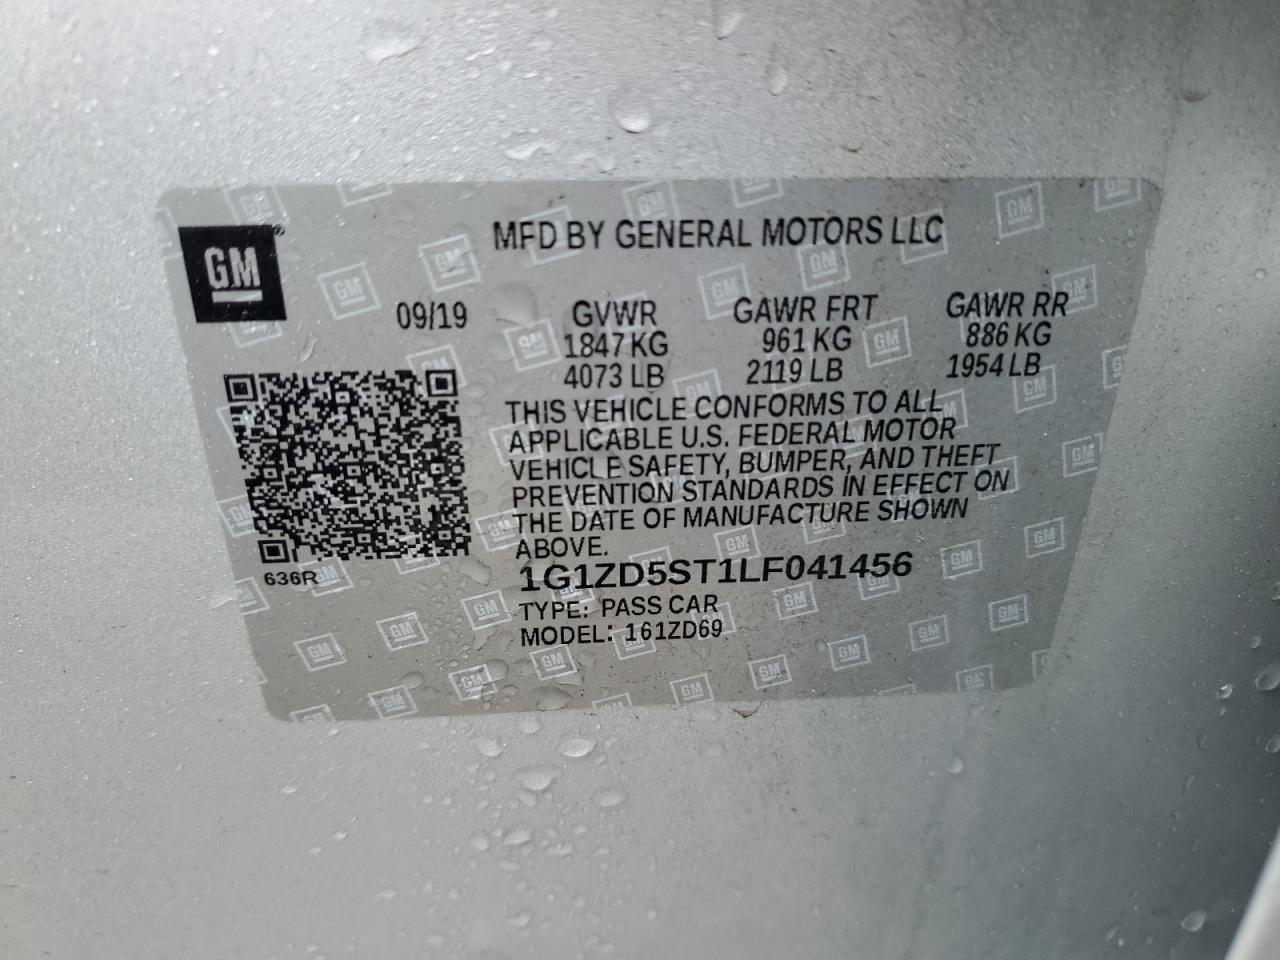 GM
MFD BY GENERAL MOTORS LLC
09/19 GVWR GAWR FRT GAWR RR
1847 KG 961 KG 886 KG
4073 LB 2119 LB 1954 LB
THIS VEHICLE CONFORMS TO ALL
APPLICABLE U.S. FEDERAL MOTOR
VEHICLE SAFETY, BUMPER, AND THEFT
PREVENTION STANDARDS IN EFFECT ON
THE DATE OF MANUFACTURE SHOWN
ABOVE.
636R 1G1ZD5ST1LF041456
TYPE: PASS CAR
MODEL: 161ZD69